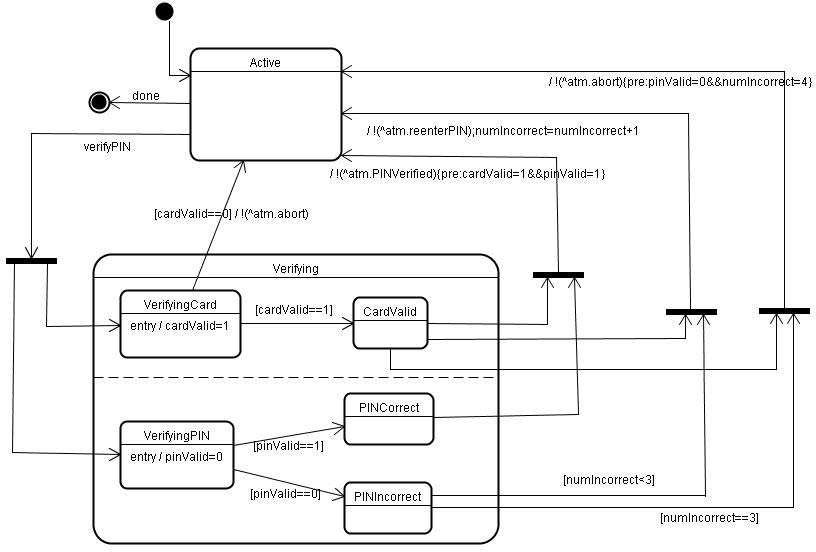 Active
/ !(^atm.abort){pre:pinValid=0&&numIncorrect=4}
done
/ !(^atm.reenterPIN);numIncorrect=numIncorrect+1
verifyPIN
/ !(^atm.PINVerified){pre:cardValid=1&&pinValid=1}
[cardValid==0] / !(^atm.abort)
Verifying
VerifyingCard
entry / cardValid=1
[cardValid==1]
CardValid
PINCorrect
VerifyingPIN
entry / pinValid=0
[pinValid==1]
[pinValid==0]
PINIncorrect
[numIncorrect<3]
[numIncorrect==3]